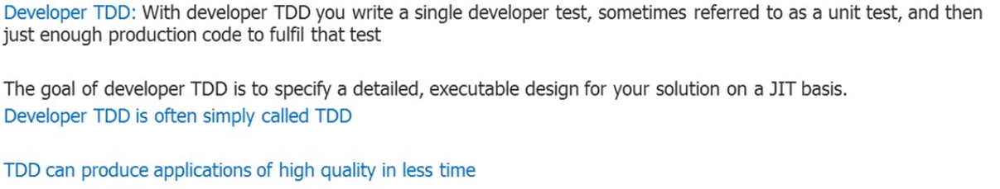 Developer TDD: With developer TDD you write a single developer test, sometimes referred to as a unit test, and then
just enough production code to fulfil that test
The goal of developer TDD is to specify a detailed, executable design for your solution on a JIT basis.
Developer TDD is often simply called TDD
TDD can produce applications of high quality in less time